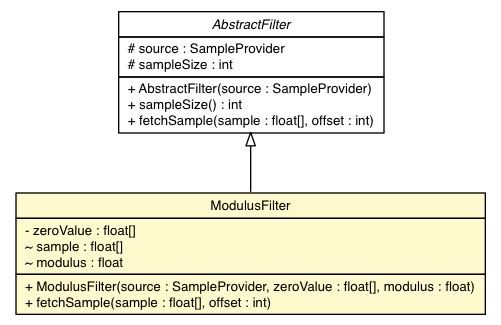 AbstractFilter
# source : SampleProvider
# sampleSize : int
+ AbstractFilter(source : SampleProvider)
+ sampleSize() : int
+ fetchSample(sample : float[], offset : int)
ModulusFilter
- zeroValue : float[]
~ sample : float[]
~ modulus : float
+ ModulusFilter(source : SampleProvider, zeroValue : float[], modulus : float)
+ fetchSample(sample : float[], offset : int)